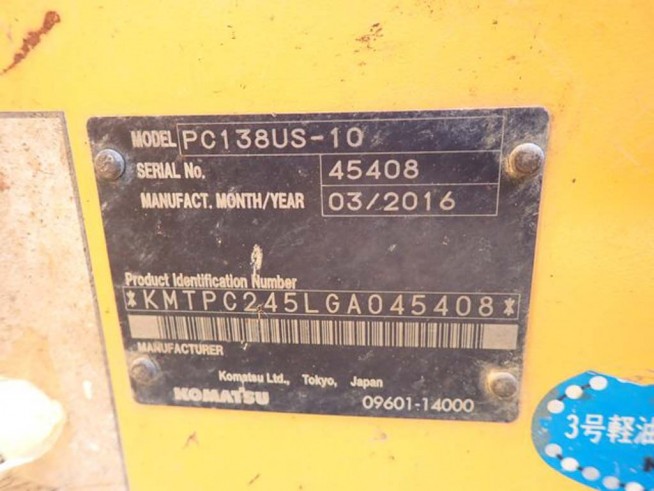 MODEL PC138US-10
SERIAL No. 45408
MANUFACT. MONTH/YEAR 03/2016
Product Identification Number
*KMTPC245LGA045408*
MANUFACTURER
Komatsu Ltd., Tokyo, Japan
KOMATSU 09601-14000
3号軽油